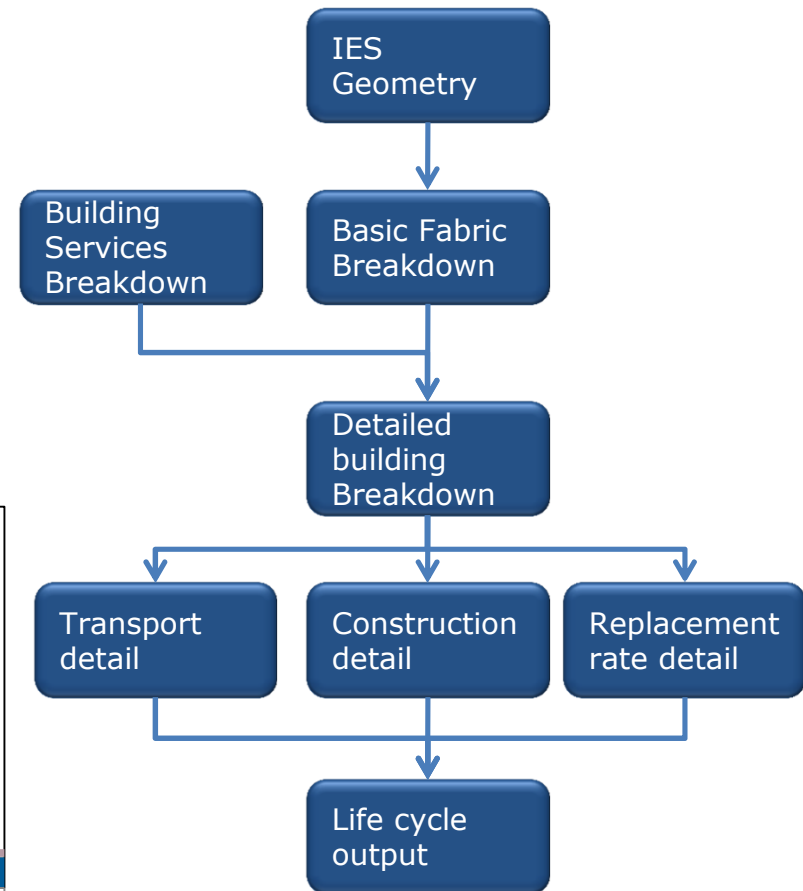 IES
Geometry
Building
Services
Breakdown
Basic Fabric
Breakdown
Detailed
building
Breakdown
Transport
detail
Construction
detail
Replacement
rate detail
Life cycle
output